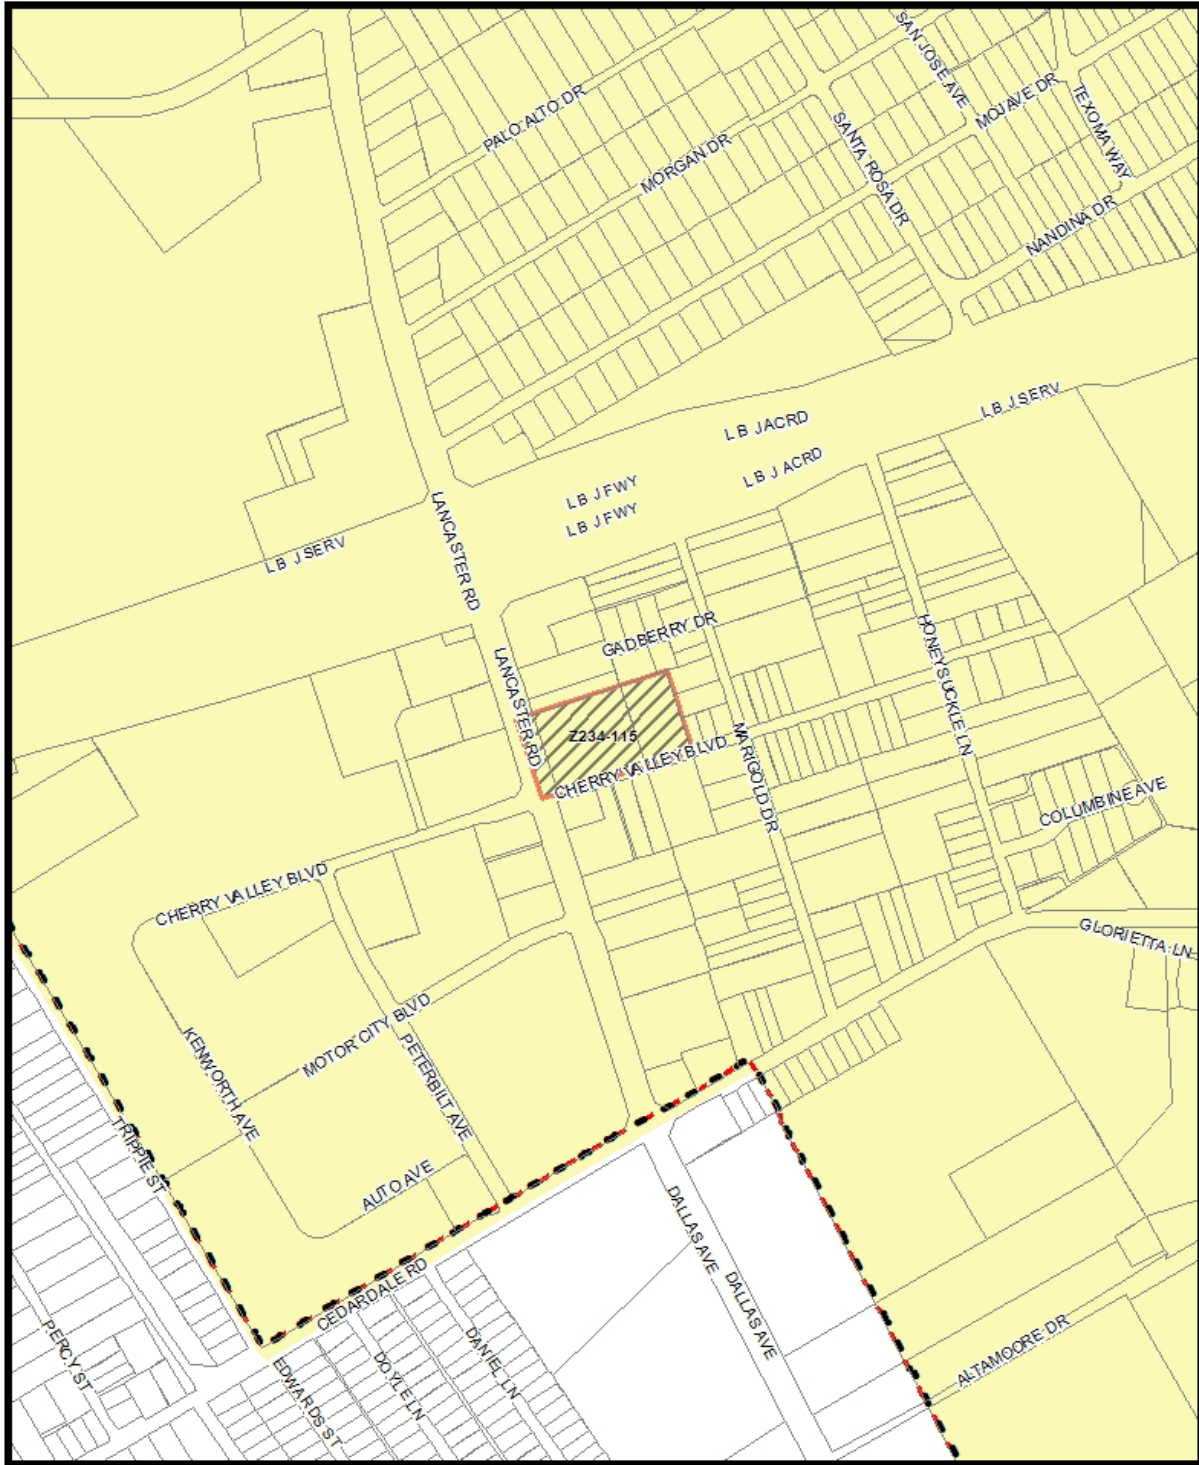 SAN JOSE AVE
PALO ALTO DR
MOJAVE DR
TEXOMA WAY
MORGAN DR
SANTA ROSA DR
NANDINA DR
L B J SERV
L B J ACRD
L B J ACRD
L B J FWY
L B J FWY
LANCASTER RD
L B J SERV
GADBERRY DR
HONEYSUCKLE LN
LANCASTER RD
Z234-115
CHERRY VALLEY BLVD
MARIGOLD DR
COLUMBINE AVE
CHERRY VALLEY BLVD
GLORIETTA LN
MOTOR CITY BLVD
KENWORTH AVE
PETERBILT AVE
TRIPPIE ST
AUTO AVE
DALLAS AVE
CEDARDALE RD
DALLAS AVE
PERCY ST
DANIEL LN
ALTAMOORE DR
DOYLE LN
EDWARDS ST